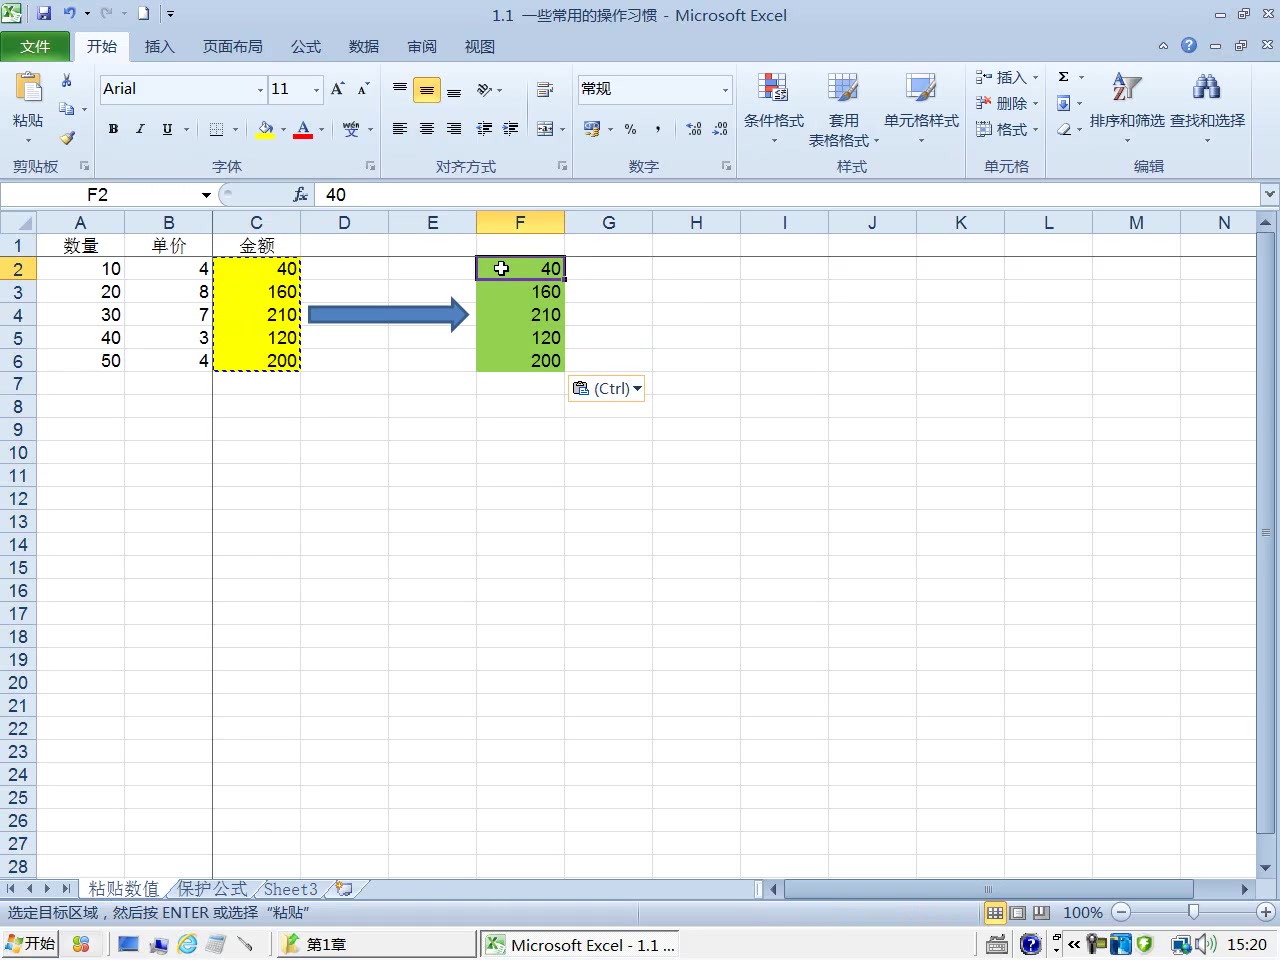 1.1 一些常用的操作习惯 - Microsoft Excel
文件 开始 插入 页面布局 公式 数据 审阅 视图
Arial 11 常规
粘贴 B I U 条件格式 套用 表格格式 单元格样式 插入 删除 格式 Σ 排序和筛选 查找和选择
剪贴板 字体 对齐方式 数字 样式 单元格 编辑
F2 fx 40
A B C D E F G H I J K L M N
1 数量 单价 金额
2 10 4 40 40
3 20 8 160 160
4 30 7 210 210
5 40 3 120 120
6 50 4 200 200
7
(Ctrl)
8
9
10
11
12
13
14
15
16
17
18
19
20
21
22
23
24
25
26
27
28
粘贴数值 保护公式 Sheet3
选定目标区域，然后按 ENTER 或选择“粘贴” 100%
开始 第1章 Microsoft Excel - 1.1 ... 15:20